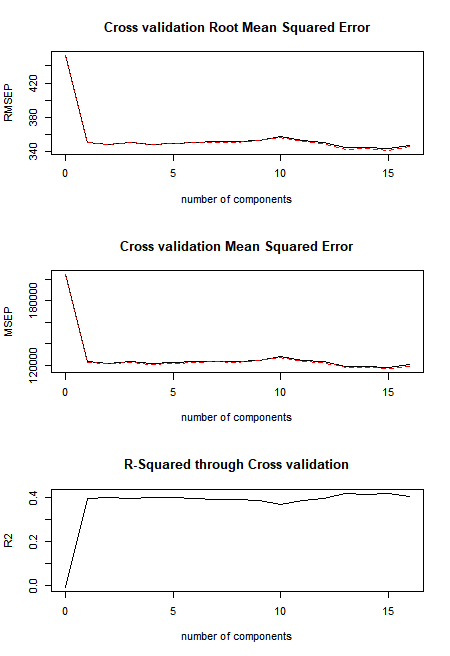 Cross validation Root Mean Squared Error
RMSEP
420
380
340
0 5 10 15
number of components
Cross validation Mean Squared Error
MSEP
180000
120000
0 5 10 15
number of components
R-Squared through Cross validation
R2
0.4
0.2
0.0
0 5 10 15
number of components